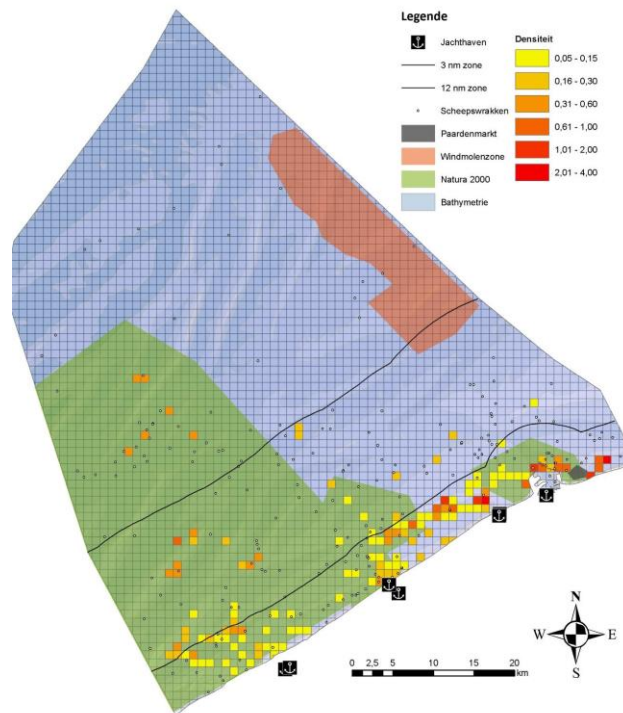 Legende
Jachthaven
3 nm zone
12 nm zone
Scheepswrakken
Paardenmarkt
Windmolenzone
Natura 2000
Bathymetrie
Densiteit
0,05 - 0,15
0,16 - 0,30
0,31 - 0,60
0,61 - 1,00
1,01 - 2,00
2,01 - 4,00
N
W E
S
0 2,5 5 10 15 20
km